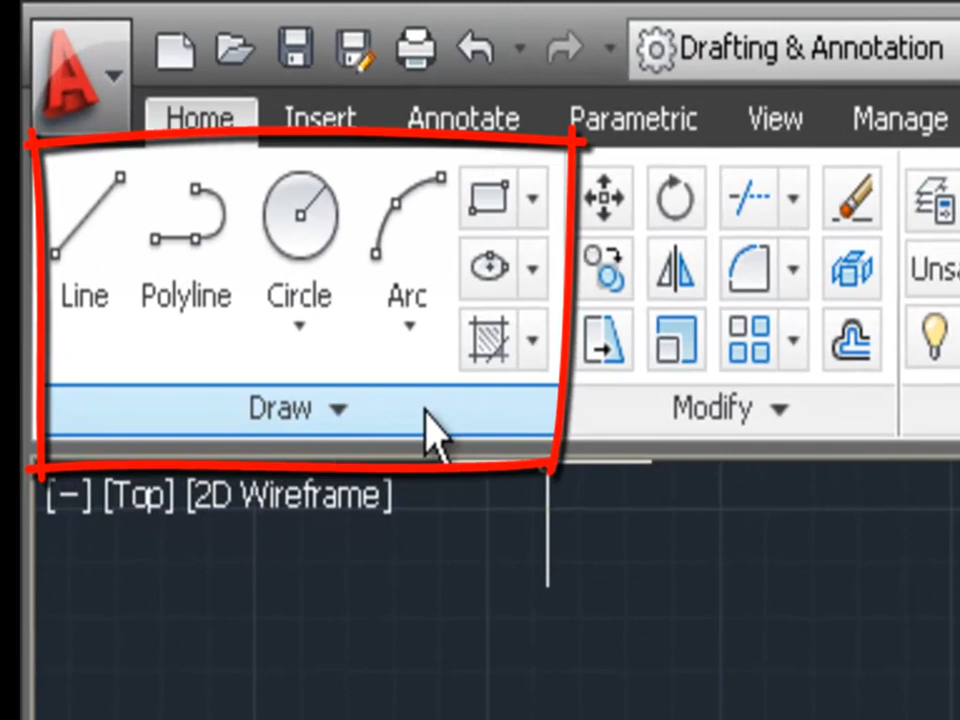 Drafting & Annotation
Home Insert Annotate Parametric View Manage
Line Polyline Circle Arc
Unsa
Draw Modify
[−] [Top] [2D Wireframe]